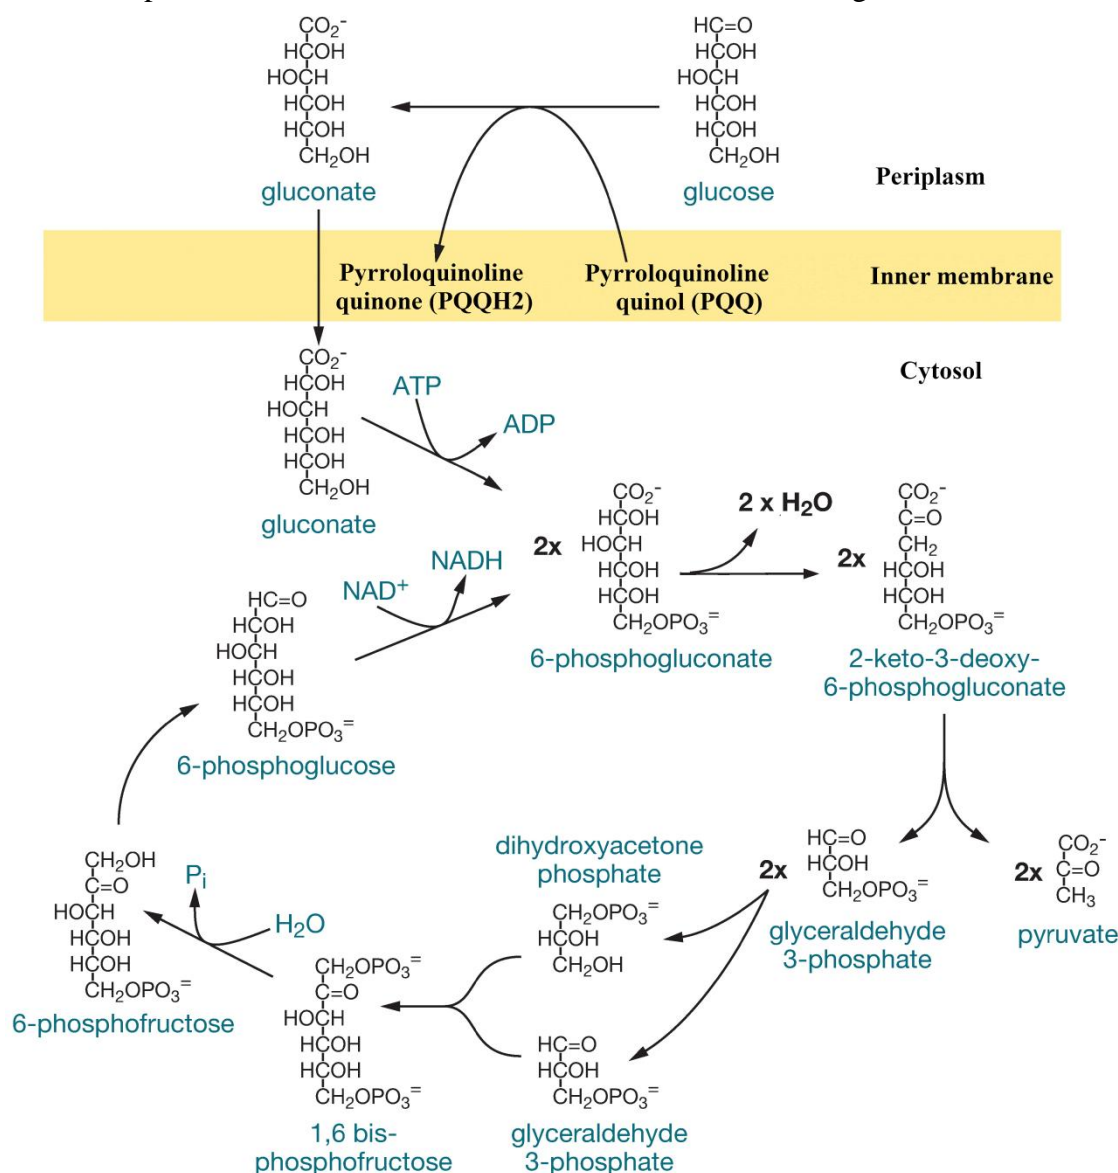 CO2-
HCOH
HOCH
HCOH
HCOH
CH2OH
gluconate
HC=O
HCOH
HOCH
HCOH
HCOH
CH2OH
glucose
Periplasm
Pyrroloquinoline
quinone (PQQH2)
Pyrroloquinoline
quinol (PQQ)
Inner membrane
Cytosol
CO2-
HCOH
HOCH
HCOH
HCOH
CH2OH
gluconate
ATP
ADP
2x
CO2-
HCOH
HOCH
HCOH
HCOH
CH2OPO3=
6-phosphogluconate
2 x H2O
2x
CO2-
C=O
CH2
HCOH
HCOH
CH2OPO3=
2-keto-3-deoxy-
6-phosphogluconate
NAD+
NADH
HC=O
HCOH
HOCH
HCOH
HCOH
CH2OPO3=
6-phosphoglucose
CH2OH
C=O
HOCH
HCOH
HCOH
CH2OPO3=
6-phosphofructose
Pi
H2O
CH2OPO3=
C=O
HOCH
HCOH
HCOH
CH2OPO3=
1,6 bis-
phosphofructose
dihydroxyacetone
phosphate
CH2OPO3=
HCOH
CH2OH
HC=O
HCOH
CH2OPO3=
glyceraldehyde
3-phosphate
2x
HC=O
HCOH
CH2OPO3=
glyceraldehyde
3-phosphate
2x
CO2-
C=O
CH3
pyruvate